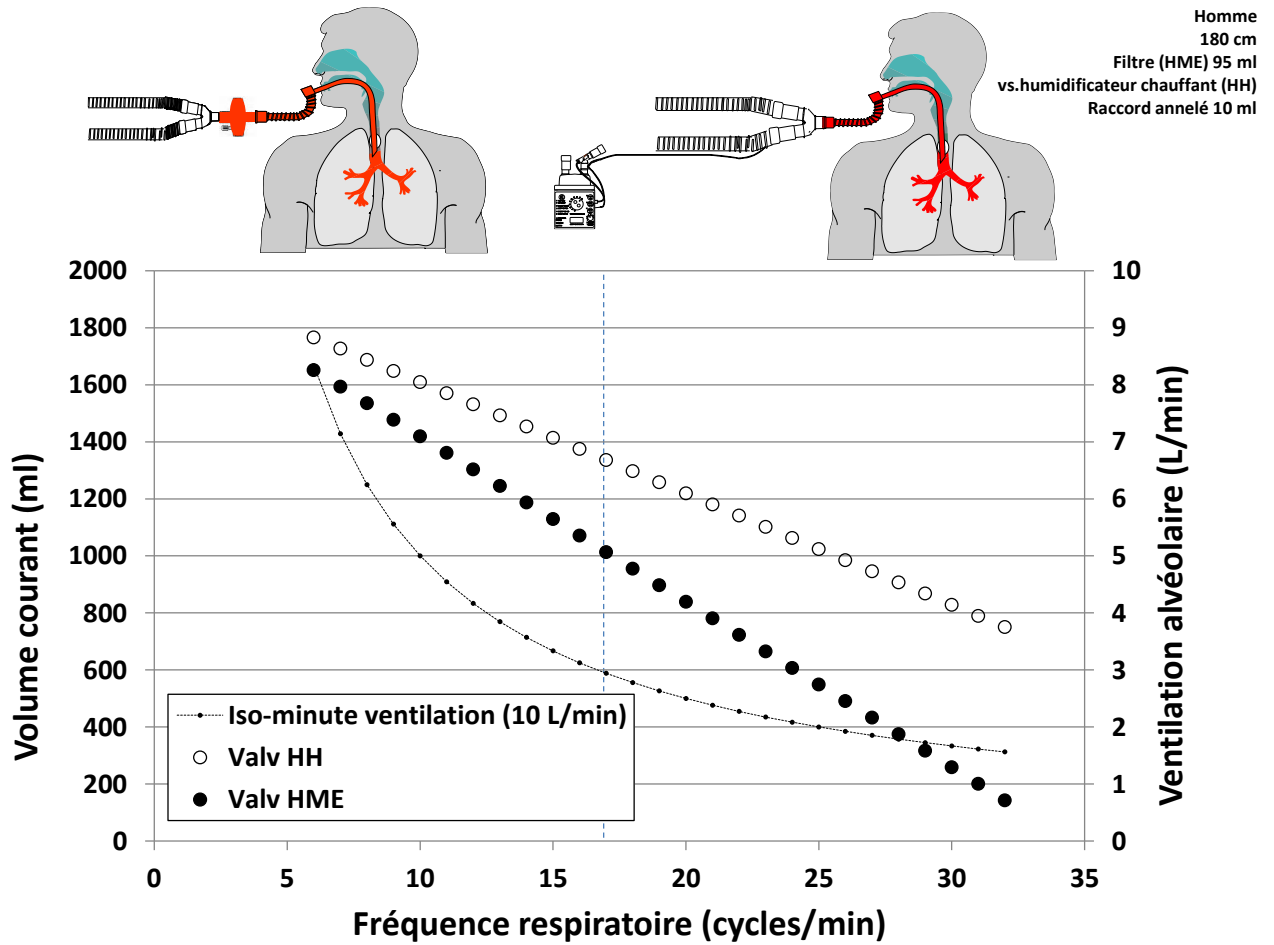 Homme
180 cm
Filtre (HME) 95 ml
vs.humidificateur chauffant (HH)
Raccord annelé 10 ml
2000
1800
1600
1400
1200
1000
800
600
400
200
0
Volume courant (ml)
10
9
8
7
6
5
4
3
2
1
0
Ventilation alvéolaire (L/min)
Iso-minute ventilation (10 L/min)
Valv HH
Valv HME
0 5 10 15 20 25 30 35
Fréquence respiratoire (cycles/min)